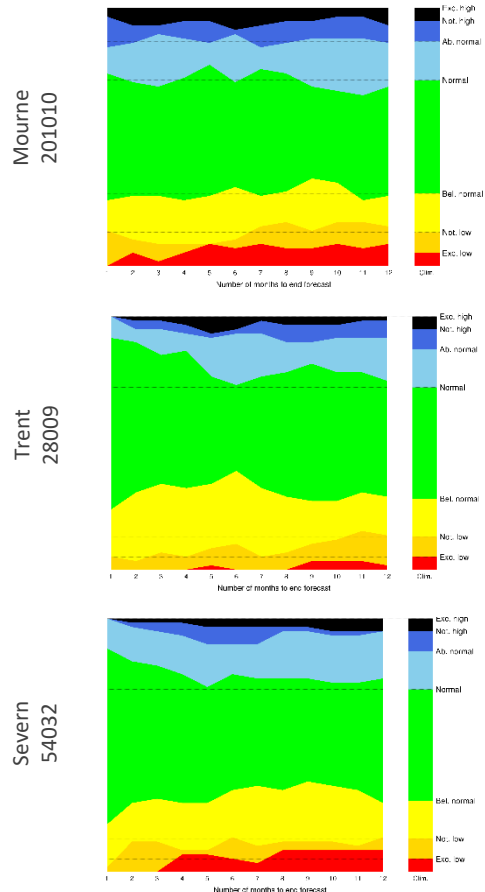 Mourne
201010
Exc. high
Not. high
Ab. normal
Normal
Bel. normal
Not. low
Exc. low
1 2 3 4 5 6 7 8 9 10 11 12 Clim.
Number of months to end forecast
Trent
28009
Exc. high
Not. high
Ab. normal
Normal
Bel. normal
Not. low
Exc. low
1 2 3 4 5 6 7 8 9 10 11 12 Clim.
Number of months to end forecast
Severn
54032
Exc. high
Not. high
Ab. normal
Normal
Bel. normal
Not. low
Exc. low
1 2 3 4 5 6 7 8 9 10 11 12 Clim.
Number of months to end forecast